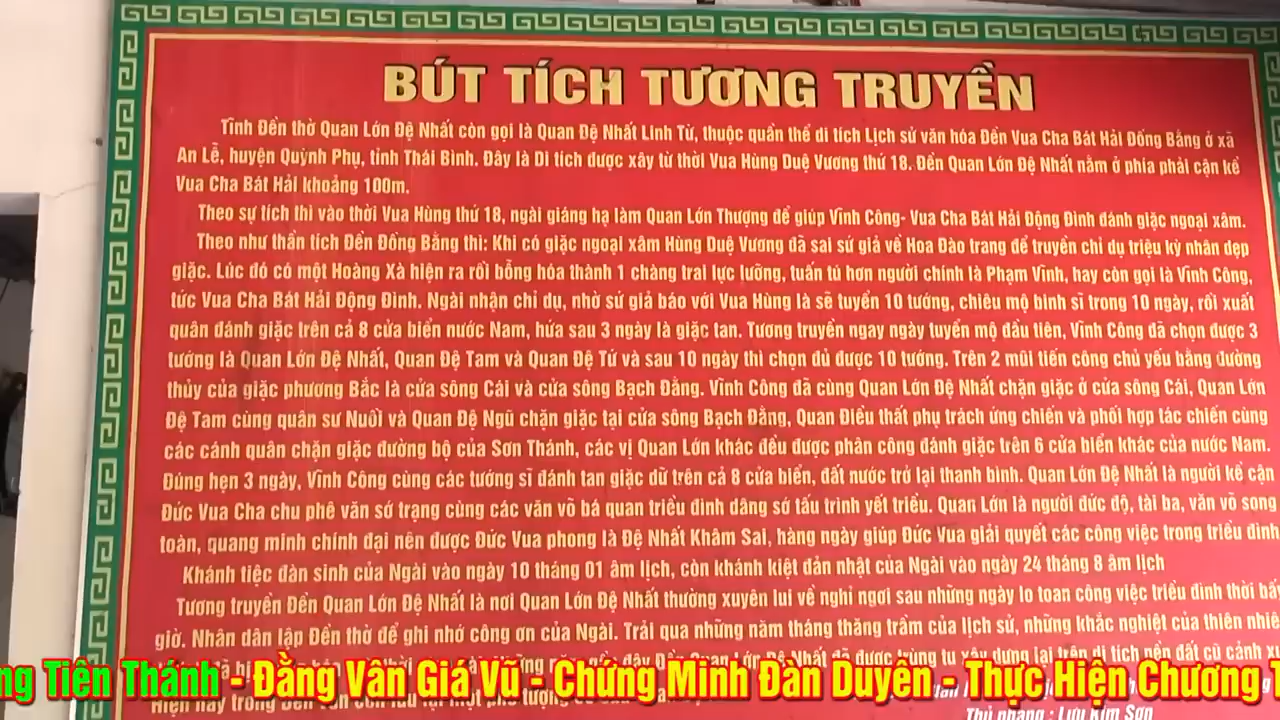 BÚT TÍCH TƯƠNG TRUYỀN
Tĩnh Đền thờ Quan Lớn Đệ Nhất còn gọi là Quan Đệ Nhất Linh Từ, thuộc quần thể di tích Lịch sử văn hóa Đền Vua Cha Bát Hải Đồng Bằng ở xã
An Lễ, huyện Quỳnh Phụ, tỉnh Thái Bình. Đây là Di tích được xây từ thời Vua Hùng Duệ Vương thứ 18. Đền Quan Lớn Đệ Nhất nằm ở phía phải cận kề
Vua Cha Bát Hải khoảng 100m.
Theo sự tích thì vào thời Vua Hùng thứ 18, ngài giáng hạ làm Quan Lớn Thượng để giúp Vĩnh Công- Vua Cha Bát Hải Động Đình đánh giặc ngoại xâm.
Theo như thần tích Đền Đồng Bằng thì: Khi có giặc ngoại xâm Hùng Duệ Vương đã sai sứ giả về Hoa Đào trang để truyền chỉ dụ triệu kỳ nhân dẹp
giặc. Lúc đó có một Hoàng Xà hiện ra rồi bỗng hóa thành 1 chàng trai lực lưỡng, tuấn tú hơn người chính là Phạm Vĩnh, hay còn gọi là Vĩnh Công,
tức Vua Cha Bát Hải Động Đình. Ngài nhận chỉ dụ, nhờ sứ giả báo với Vua Hùng là sẽ tuyển 10 tướng, chiêu mộ binh sĩ trong 10 ngày, rồi xuất
quân đánh giặc trên cả 8 cửa biển nước Nam, hứa sau 3 ngày là giặc tan. Tương truyền ngay ngày tuyển mộ đầu tiên, Vĩnh Công đã chọn được 3
tướng là Quan Lớn Đệ Nhất, Quan Đệ Tam và Quan Đệ Tứ và sau 10 ngày thì chọn đủ được 10 tướng. Trên 2 mũi tiến công chủ yếu bằng đường
thủy của giặc phương Bắc là cửa sông Cái và cửa sông Bạch Đằng. Vĩnh Công đã cùng Quan Lớn Đệ Nhất chặn giặc ở cửa sông Cái, Quan Lớn
Đệ Tam cùng quân sư Nuôi và Quan Đệ Ngũ chặn giặc tại cửa sông Bạch Đằng, Quan Điều thất phụ trách ứng chiến và phối hợp tác chiến cùng
các cánh quân chặn giặc đường bộ của Sơn Thánh, các vị Quan Lớn khác đều được phân công đánh giặc trên 6 cửa biển khác của nước Nam.
Đúng hẹn 3 ngày, Vĩnh Công cùng các tướng sĩ đánh tan giặc dữ trên cả 8 cửa biển, đất nước trở lại thanh bình. Quan Lớn Đệ Nhất là người kề cận
Đức Vua Cha chu phê văn sớ trạng cùng các văn võ bá quan triều đình dâng sớ tấu trình yết triều. Quan Lớn là người đức độ, tài ba, văn võ song
toàn, quang minh chính đại nên được Đức Vua phong là Đệ Nhất Khâm Sai, hàng ngày giúp Đức Vua giải quyết các công việc trong triều đình
Khánh tiệc đản sinh của Ngài vào ngày 10 tháng 01 âm lịch, còn khánh kiệt đản nhật của Ngài vào ngày 24 tháng 8 âm lịch
Tương truyền Đền Quan Lớn Đệ Nhất là nơi Quan Lớn Đệ Nhất thường xuyên lui về nghỉ ngơi sau những ngày lo toan công việc triều đình thời bấy
giờ. Nhân dân lập Đền thờ để ghi nhớ công ơn của Ngài. Trải qua những năm tháng thăng trầm của lịch sử, những khắc nghiệt của thiên nhiên
Quan Lớn Đệ Nhất đã được trùng tu xây dựng lại trên di tích nền đất cũ cảnh
Hiện nay trong Đền
Thủ nhang : Lưu Kim Sơn
Tiên Thánh - Đằng Vân Giá Vũ - Chứng Minh Đàn Duyên - Thực Hiện Chương